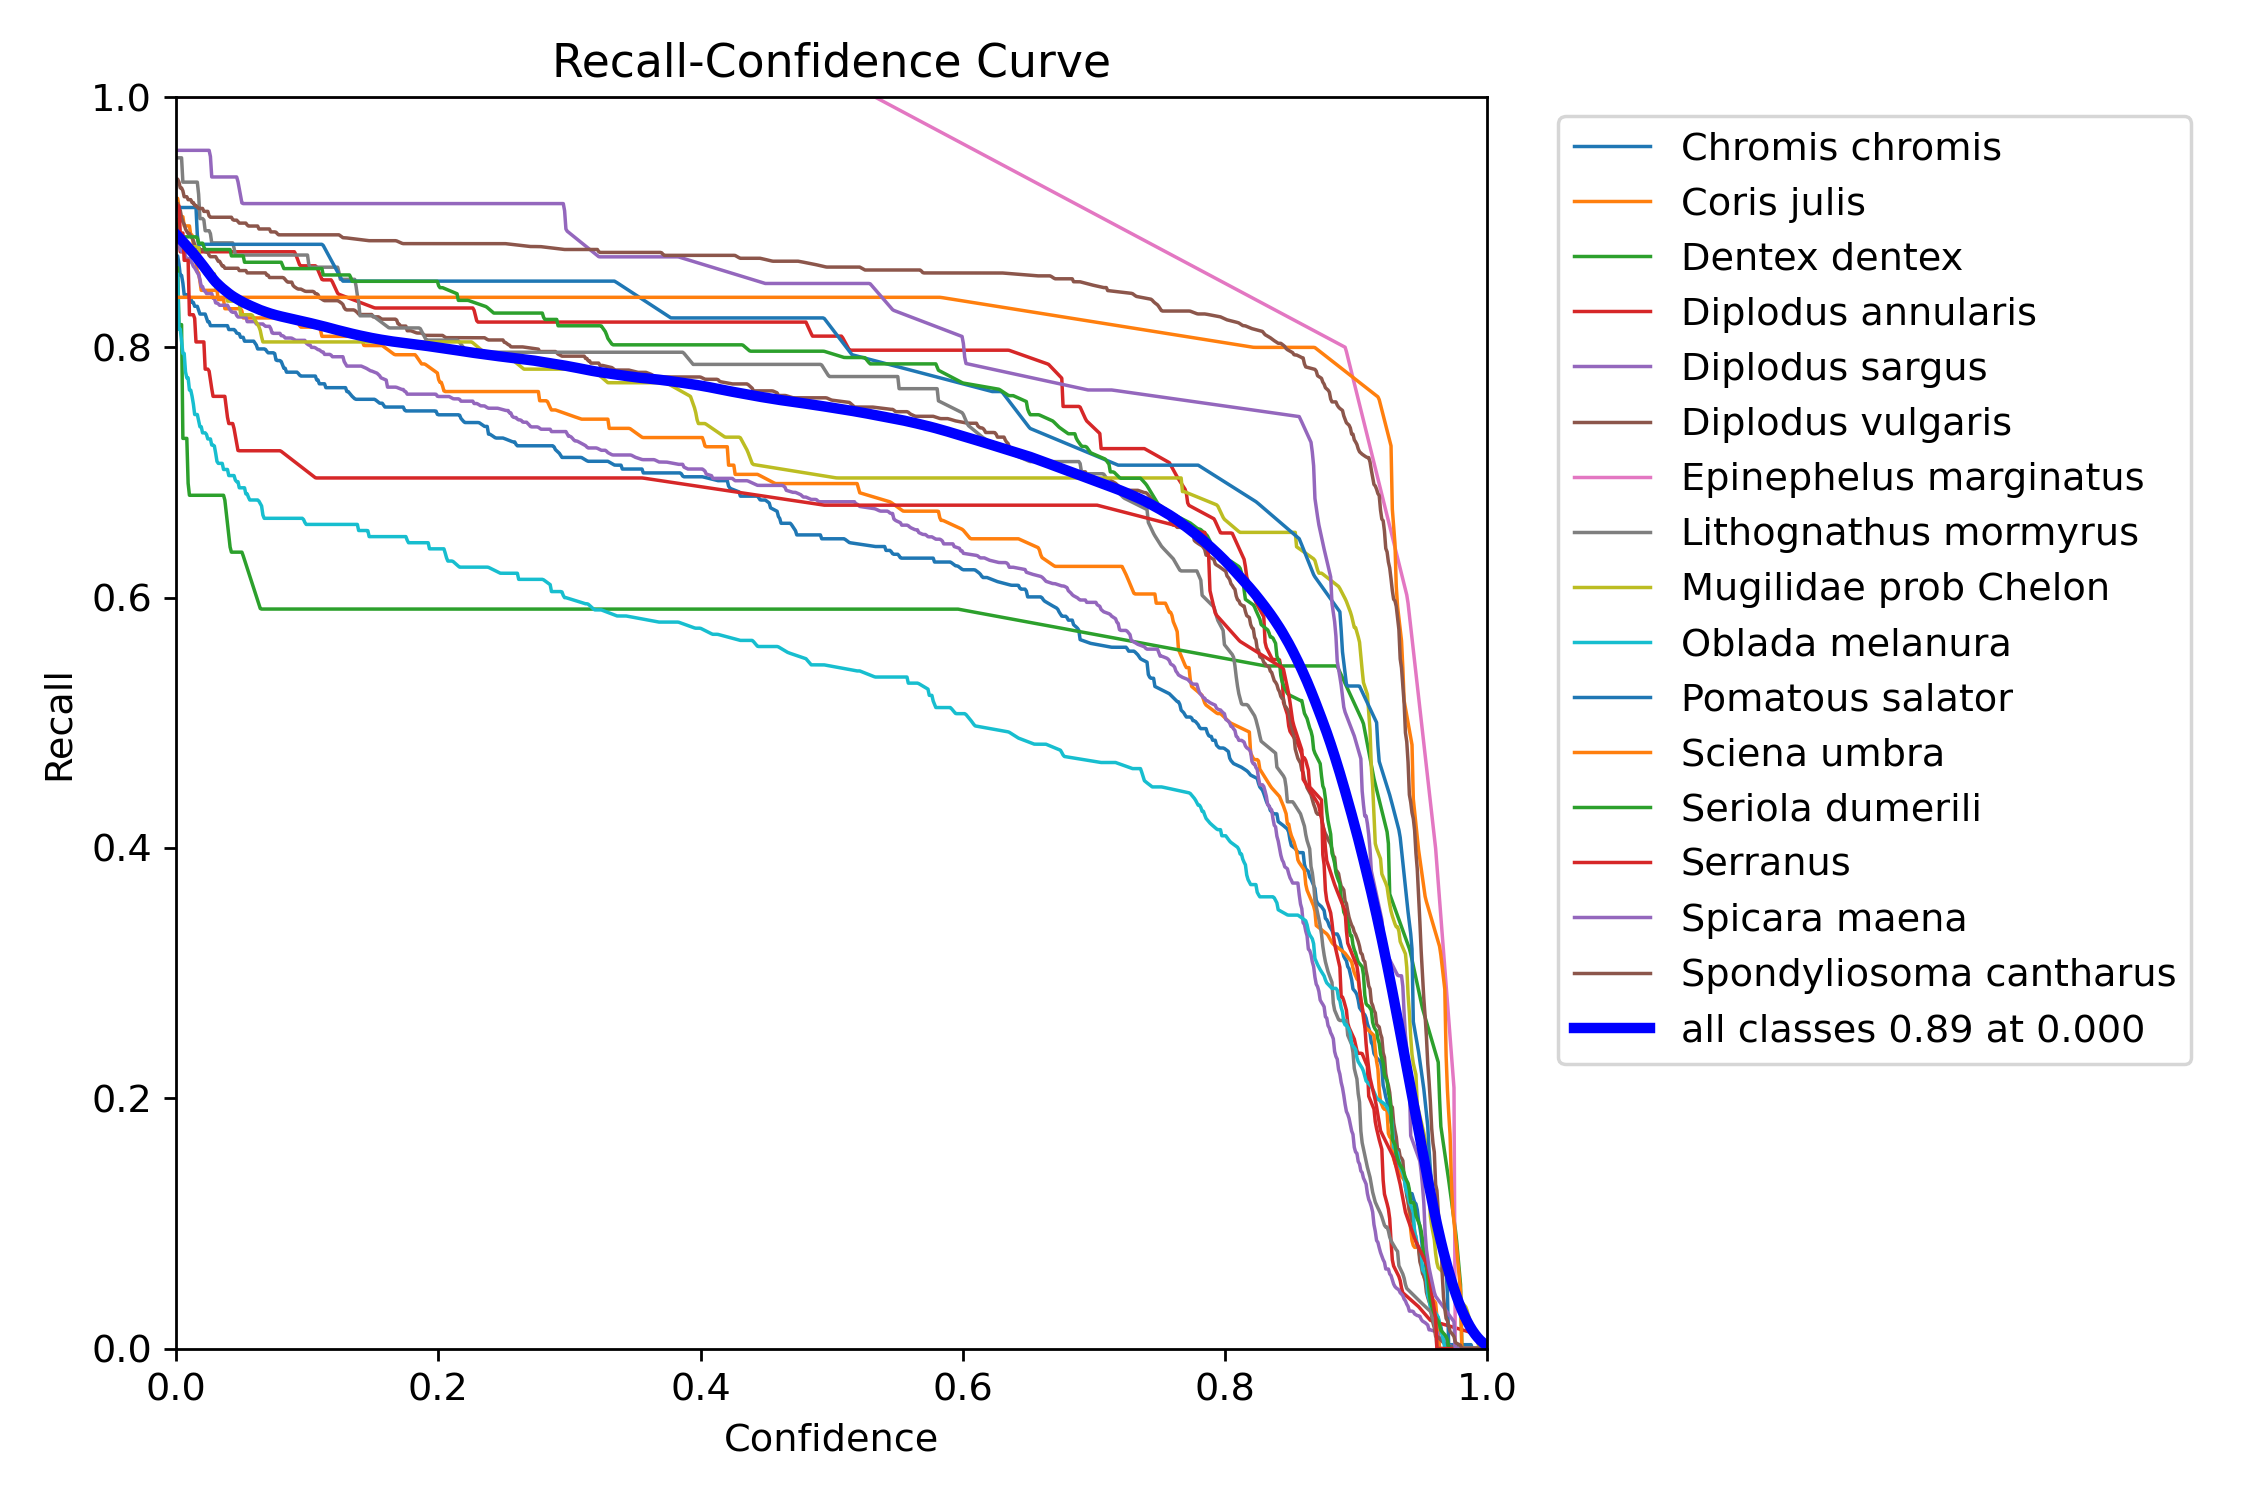 Recall-Confidence Curve
1.0
0.8
0.6
0.4
0.2
0.0
Recall
0.0 0.2 0.4 0.6 0.8 1.0
Confidence
Chromis chromis
Coris julis
Dentex dentex
Diplodus annularis
Diplodus sargus
Diplodus vulgaris
Epinephelus marginatus
Lithognathus mormyrus
Mugilidae prob Chelon
Oblada melanura
Pomatous salator
Sciena umbra
Seriola dumerili
Serranus
Spicara maena
Spondyliosoma cantharus
all classes 0.89 at 0.000